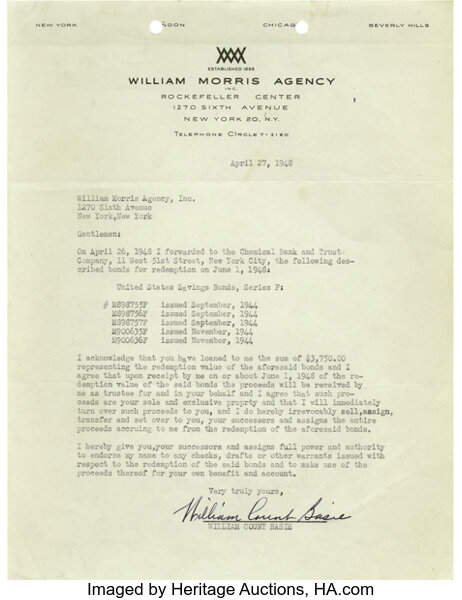 NEW YORK LONDON CHICAGO BEVERLY HILLS
ESTABLISHED 1898
WILLIAM MORRIS AGENCY
INC.
ROCKEFELLER CENTER
1270 SIXTH AVENUE
NEW YORK 20, N.Y.
TELEPHONE CIRCLE 7-2160
April 27, 1948
William Morris Agency, Inc.
1270 Sixth Avenue
New York,New York
Gentlemen:
On April 26, 1948 I forwarded to the Chemical Bank and Trust
Company, 11 West 51st Street, New York City, the following des-
cribed bonds for redemption on June 1, 1948:
United States Savings Bonds, Series F:
# M898755F issued September, 1944
M898756F issued September, 1944
M898757F issued September, 1944
M900635F issued November, 1944
M900636F issued November, 1944
I acknowledge that you have loaned to me the sum of $3,750.00
representing the redemption value of the aforesaid bonds and I
agree that upon receipt by me on or about June 1, 1948 of the re-
demption value of the said bonds the proceeds will be received by
me as trustee for and in your behalf and I agree that such pro-
ceeds are your sole and exclusive proprty and that I will immediately
turn over such proceeds to you, and I do hereby irrevocably sell,assign,
transfer and set over to you, your successors and assigns the entire
proceeds accruing to me from the redemption of the aforesaid bonds.
I hereby give you,your successors and assigns full power and authority
to endorse my name to any checks, drafts or other warrants issued with
respect to the redemption of the said bonds and to make use of the
proceeds thereof for your own benefit and account.
Very truly yours,
William Count Basie
WILLIAM COUNT BASIE
Imaged by Heritage Auctions, HA.com